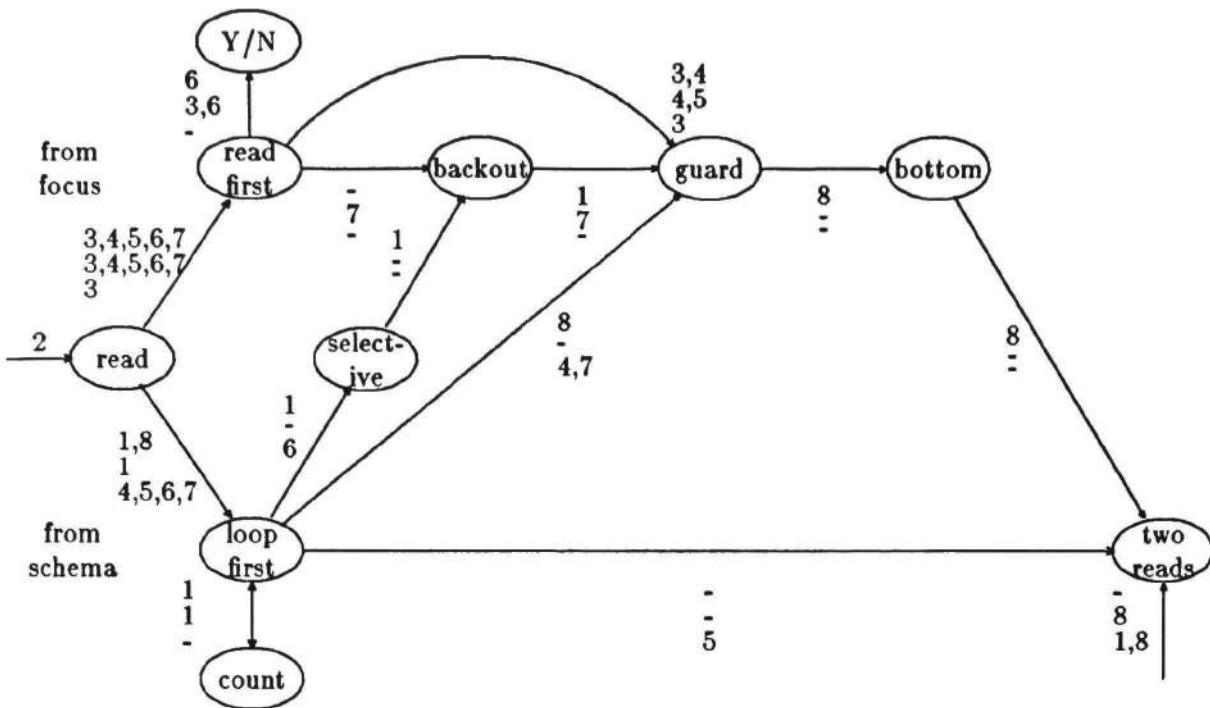 Y/N
6
3,6
-
3,4
4,5
3
from
focus
read
first
backout
guard
bottom
-
7
-
1
7
-
8
-
-
3,4,5,6,7
3,4,5,6,7
3
1
-
-
2
read
select-
ive
8
-
4,7
8
-
-
1
-
6
1,8
1
4,5,6,7
from
schema
loop
first
two
reads
1
1
-
-
-
5
-
8
1,8
count